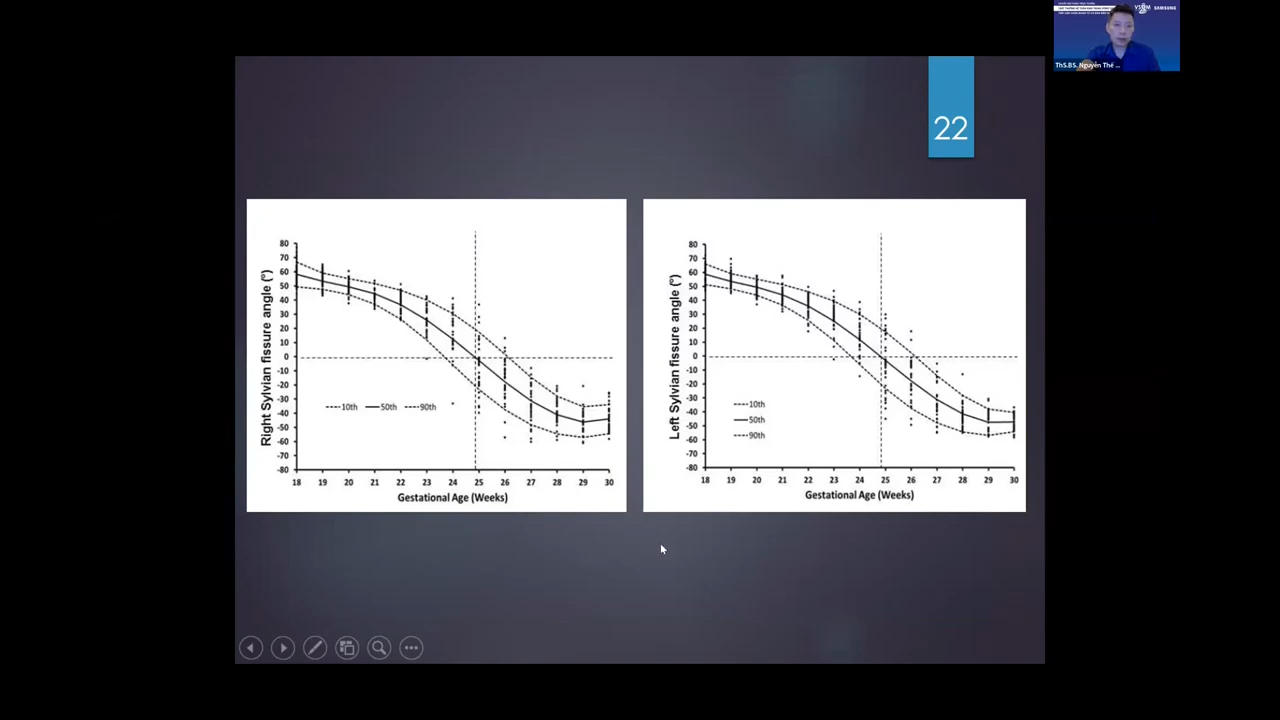 VSUOM SAMSUNG
ThS.BS. Nguyễn Thế ...
22
Right Sylvian fissure angle (°)
80
70
60
50
40
30
20
10
0
-10
-20
-30
-40
-50
-60
-70
-80
10th 50th 90th
18 19 20 21 22 23 24 25 26 27 28 29 30
Gestational Age (Weeks)
Left Sylvian fissure angle (°)
80
70
60
50
40
30
20
10
0
-10
-20
-30
-40
-50
-60
-70
-80
10th
50th
90th
18 19 20 21 22 23 24 25 26 27 28 29 30
Gestational Age (Weeks)